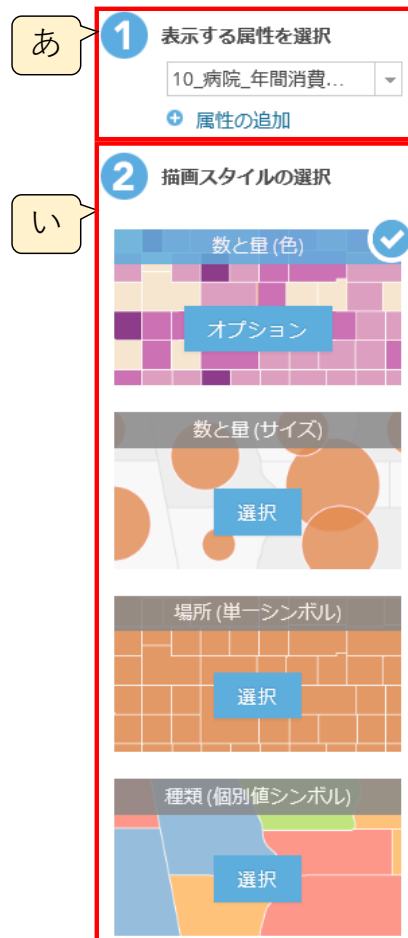 あ
1 表示する属性を選択
10_病院_年間消費...
属性の追加
い
2 描画スタイルの選択
数と量 (色)
オプション
数と量 (サイズ)
選択
場所 (単一シンボル)
選択
種類 (個別値シンボル)
選択